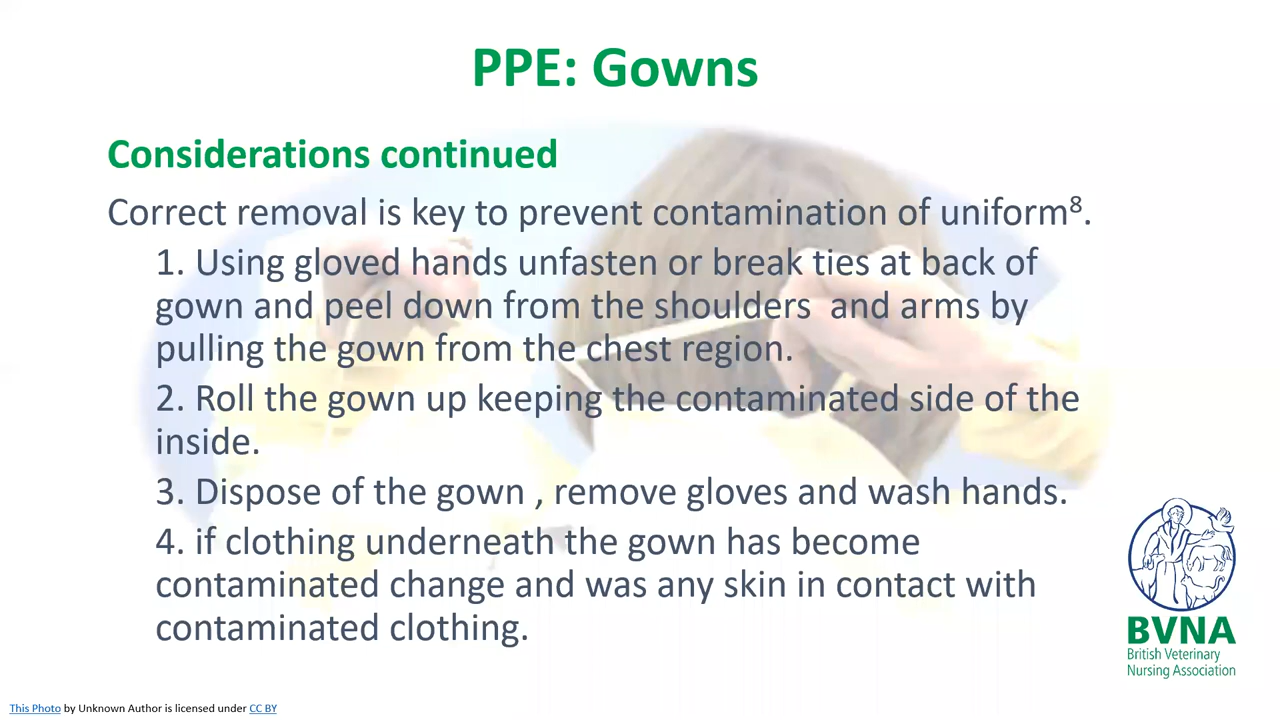 PPE: Gowns
Considerations continued
Correct removal is key to prevent contamination of uniform⁸.
1. Using gloved hands unfasten or break ties at back of
gown and peel down from the shoulders  and arms by
pulling the gown from the chest region.
2. Roll the gown up keeping the contaminated side of the
inside.
3. Dispose of the gown , remove gloves and wash hands.
4. if clothing underneath the gown has become
contaminated change and was any skin in contact with
contaminated clothing.
BVNA
British Veterinary
Nursing Association
This Photo by Unknown Author is licensed under CC BY